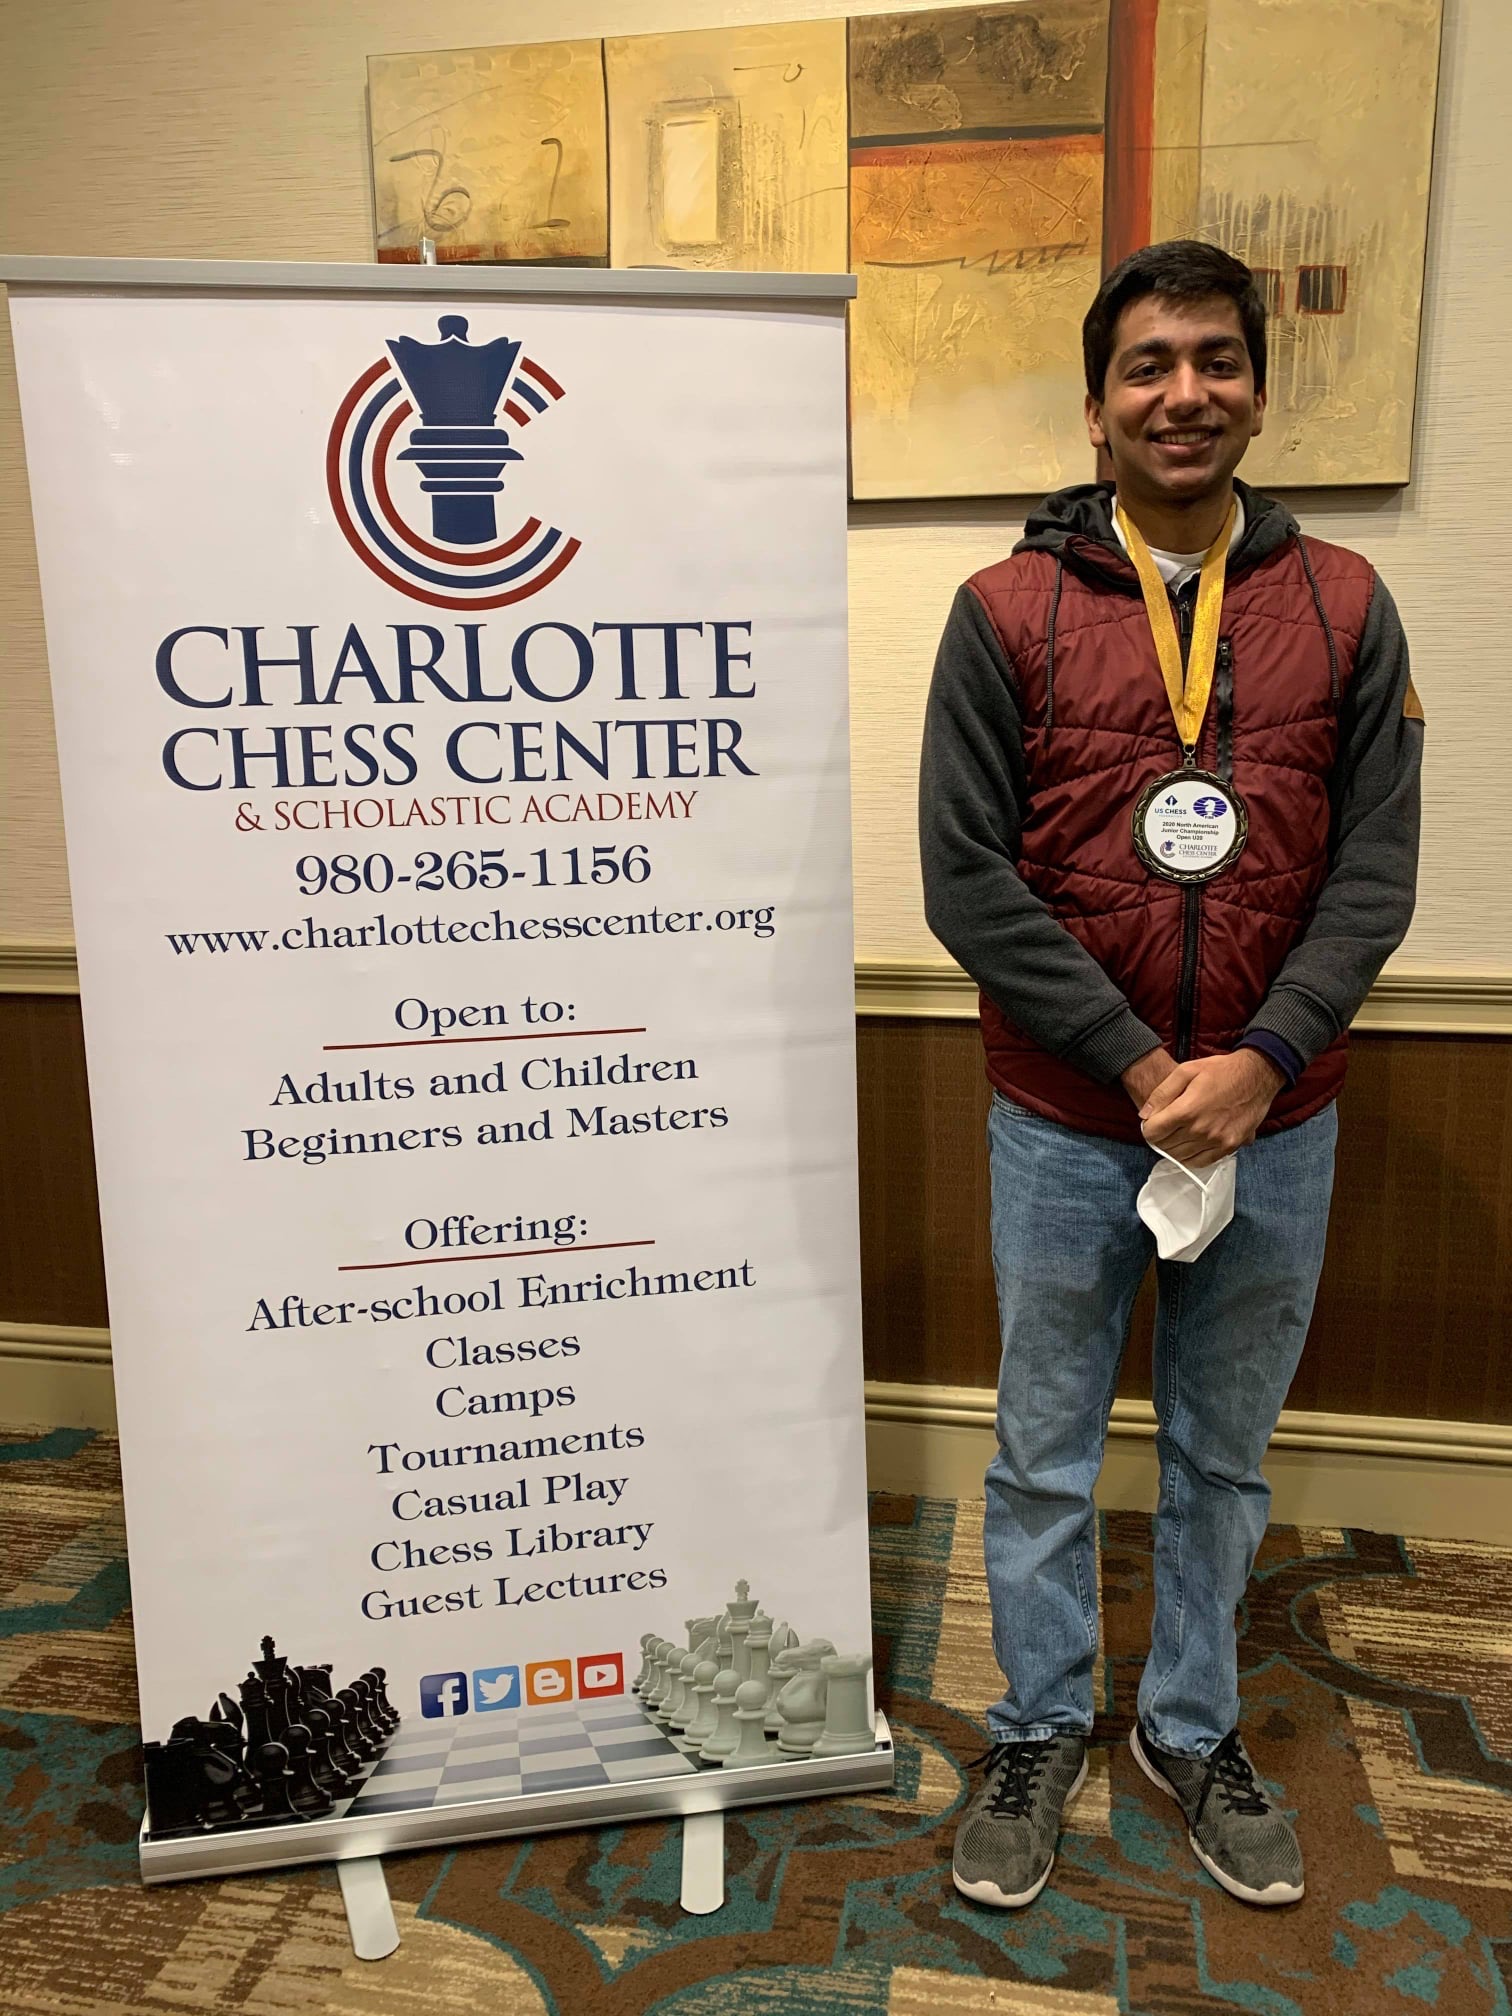 CHARLOTTE
CHESS CENTER
& SCHOLASTIC ACADEMY
980-265-1156
www.charlottechesscenter.org
Open to:
Adults and Children
Beginners and Masters
Offering:
After-school Enrichment
Classes
Camps
Tournaments
Casual Play
Chess Library
Guest Lectures
US CHESS
2020 North American
Junior Championship
Open U20
CHARLOTTE
CHESS CENTER